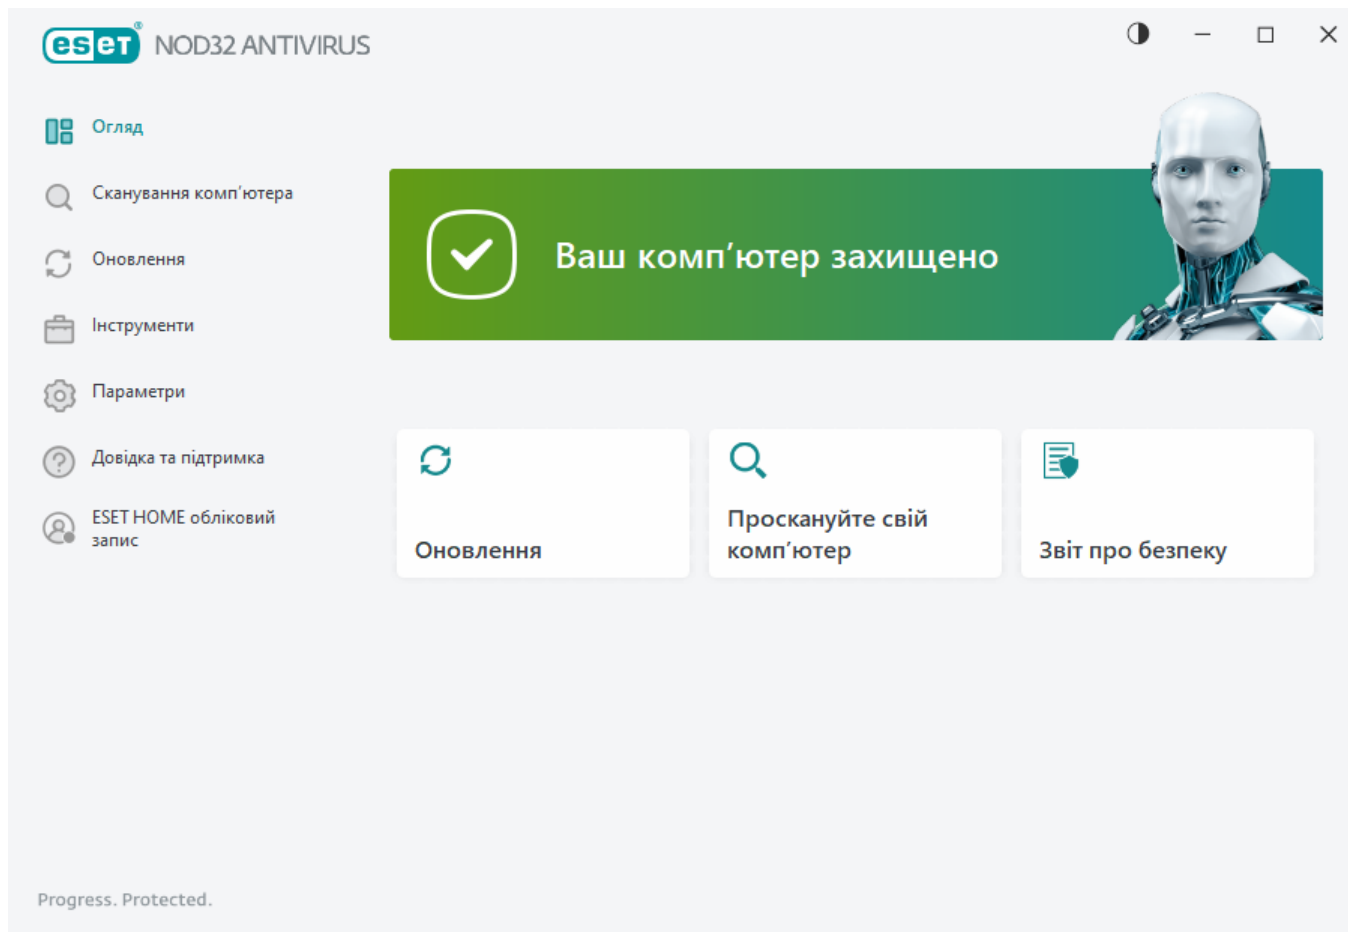 eset® NOD32 ANTIVIRUS
Огляд
Сканування комп'ютера
Оновлення
Інструменти
Параметри
Довідка та підтримка
ESET HOME обліковий
запис
Ваш комп'ютер захищено
Оновлення
Проскануйте свій
комп'ютер
Звіт про безпеку
Progress. Protected.